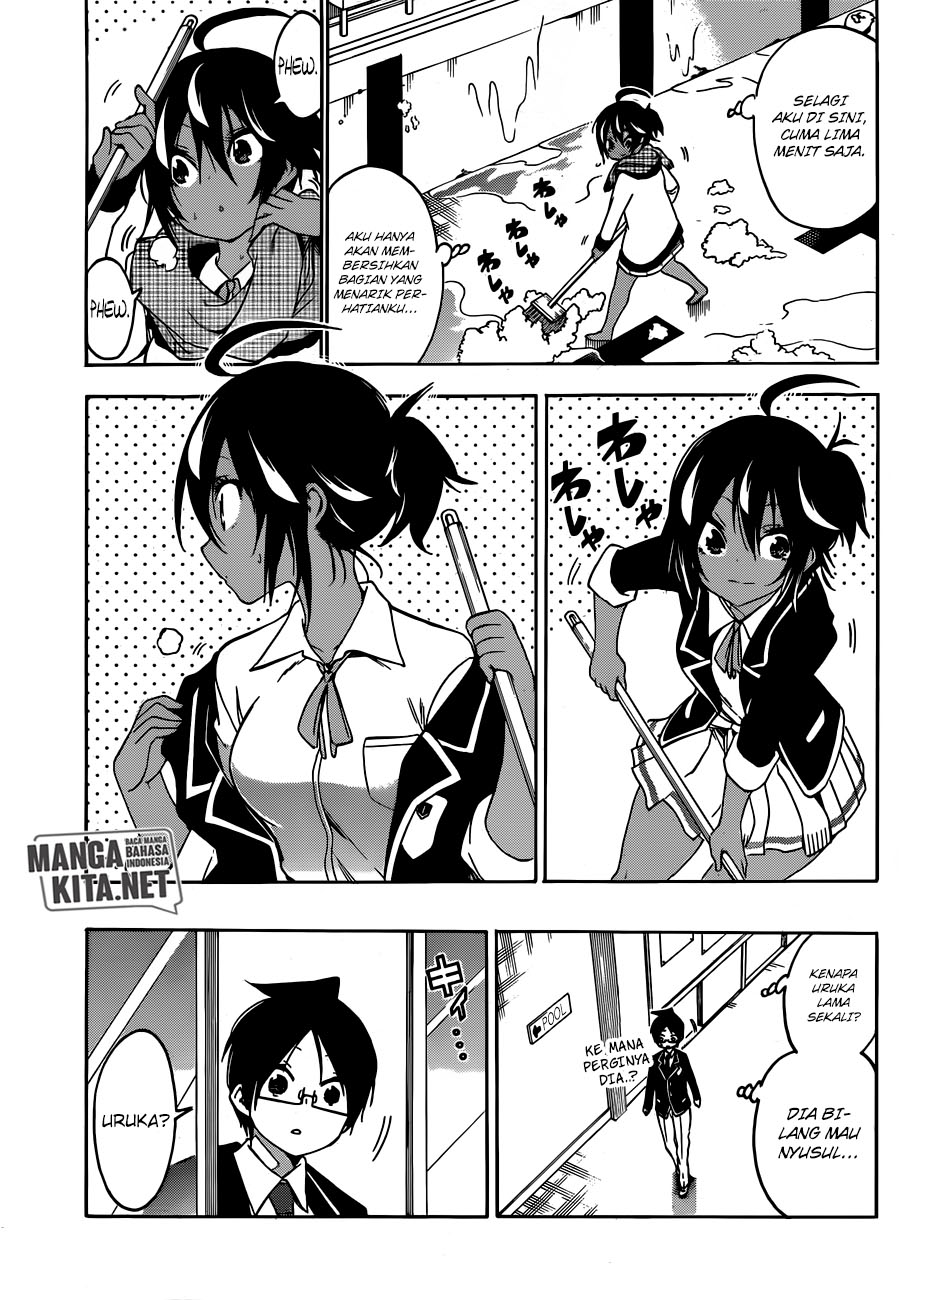 SELAGI
AKU DI SINI,
CUMA LIMA
MENIT SAJA.
わしゃ
わしゃ
わしゃ
AKU HANYA
AKAN MEM-
BERSIHKAN
BAGIAN YANG
MENARIK PER-
HATIANKU...
PHEW.
PHEW.
わしゃ
わしゃ
MANGA
KITA.NET
BACA MANGA
BAHASA
INDONESIA
KENAPA
URUKA
LAMA
SEKALI?
POOL
KE MANA
PERGINYA
DIA..?
DIA BI-
LANG MAU
NYUSUL...
キィ...
URUKA?